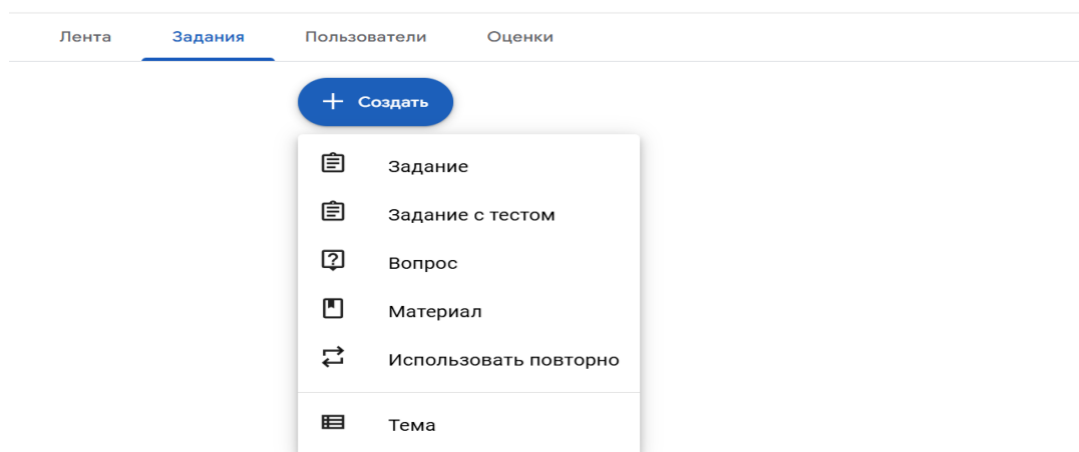 Лента Задания Пользователи Оценки
Создать
Задание
Задание с тестом
Вопрос
Материал
Использовать повторно
Тема